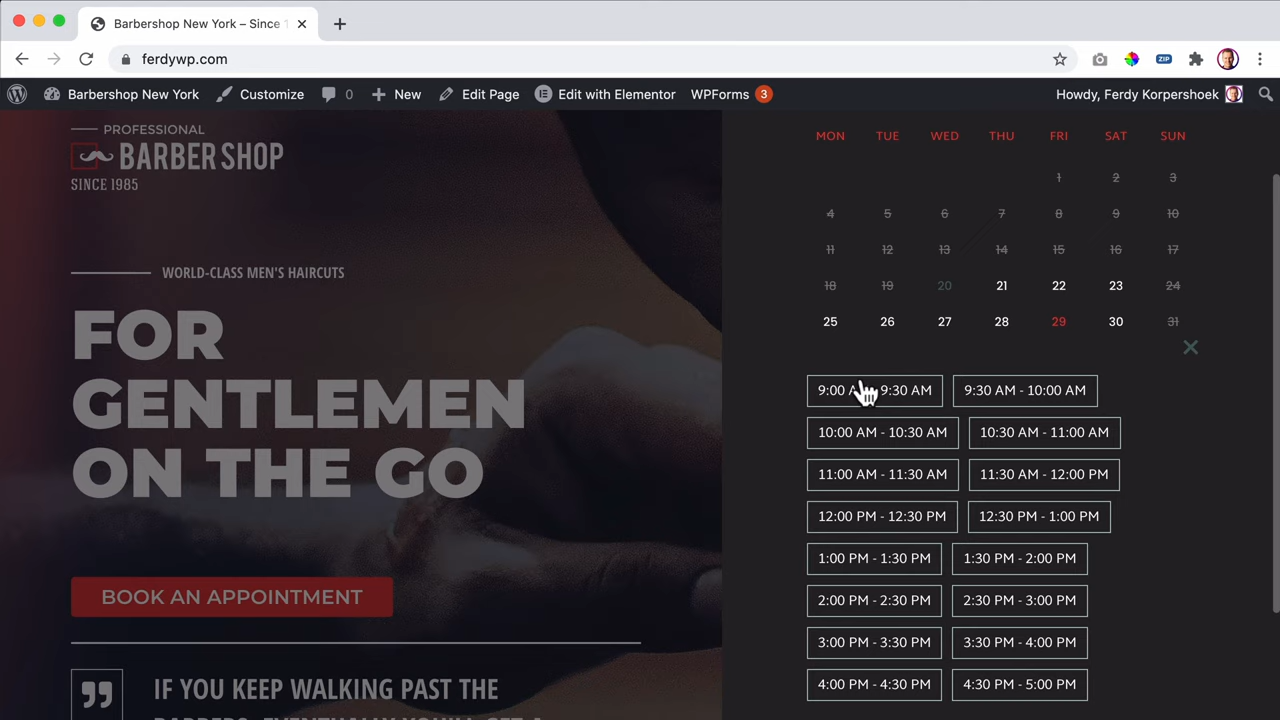 Barbershop New York – Since 1
ferdywp.com
ZIP
Barbershop New York
Customize
0
New
Edit Page
Edit with Elementor
WPForms 3
Howdy, Ferdy Korpershoek
PROFESSIONAL
BARBER SHOP
SINCE 1985
WORLD-CLASS MEN'S HAIRCUTS
FOR
GENTLEMEN
ON THE GO
BOOK AN APPOINTMENT
IF YOU KEEP WALKING PAST THE
MON TUE WED THU FRI SAT SUN
1 2 3
4 5 6 7 8 9 10
11 12 13 14 15 16 17
18 19 20 21 22 23 24
25 26 27 28 29 30 31
9:00 A 9:30 AM 9:30 AM - 10:00 AM
10:00 AM - 10:30 AM 10:30 AM - 11:00 AM
11:00 AM - 11:30 AM 11:30 AM - 12:00 PM
12:00 PM - 12:30 PM 12:30 PM - 1:00 PM
1:00 PM - 1:30 PM 1:30 PM - 2:00 PM
2:00 PM - 2:30 PM 2:30 PM - 3:00 PM
3:00 PM - 3:30 PM 3:30 PM - 4:00 PM
4:00 PM - 4:30 PM 4:30 PM - 5:00 PM